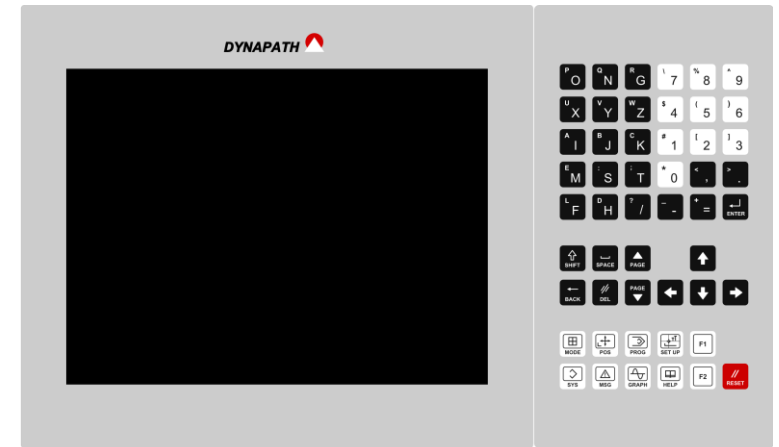 DYNAPATH
P O Q N R G \ 7 % 8 ^ 9
U X V Y W Z $ 4 ( 5 ) 6
A I B J C K # 1 [ 2 ] 3
E M : S ; T * 0 < , > .
L F D H ? / _ - + = ENTER
SHIFT SPACE PAGE
BACK DEL PAGE
MODE POS PROG SET UP F1
SYS MSG GRAPH HELP F2 RESET